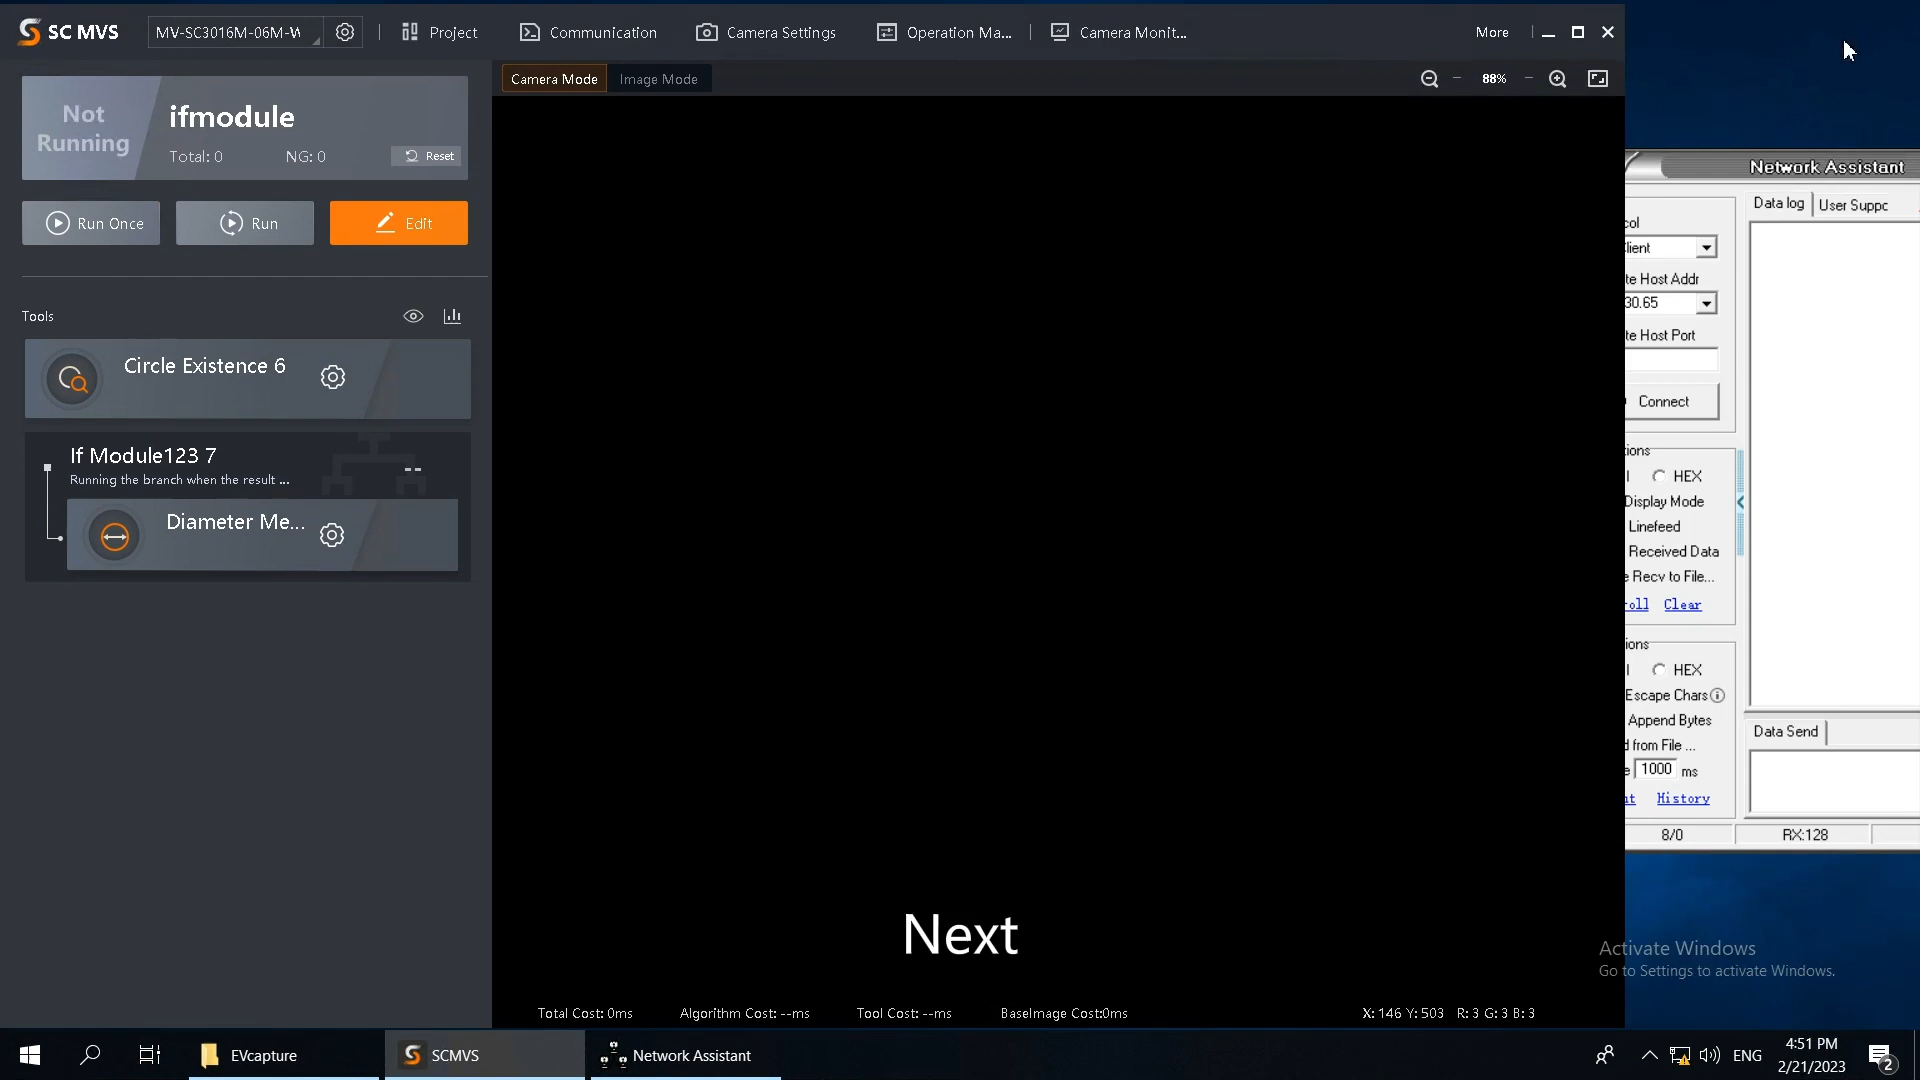 SC MVS
MV-SC3016M-06M-W
Project
Communication
Camera Settings
Operation Ma...
Camera Monit...
More
Not
Running
ifmodule
Total: 0
NG: 0
Reset
Run Once
Run
Edit
Tools
Circle Existence 6
If Module123 7
Running the branch when the result ...
--
Diameter Me...
Camera Mode
Image Mode
88%
Next
Total Cost: 0ms
Algorithm Cost: --ms
Tool Cost: --ms
BaseImage Cost:0ms
X: 146 Y: 503 R: 3 G: 3 B: 3
Network Assistant
Data log
User Suppc
col
Client
te Host Addr
30.65
te Host Port
Connect
tions
HEX
Display Mode
Linefeed
Received Data
e Recv to File...
roll Clear
ions
HEX
Escape Chars
Append Bytes
d from File ...
e 1000 ms
ut History
Data Send
8/0
RX:128
Activate Windows
Go to Settings to activate Windows.
EVcapture
SCMVS
Network Assistant
ENG
4:51 PM
2/21/2023
2